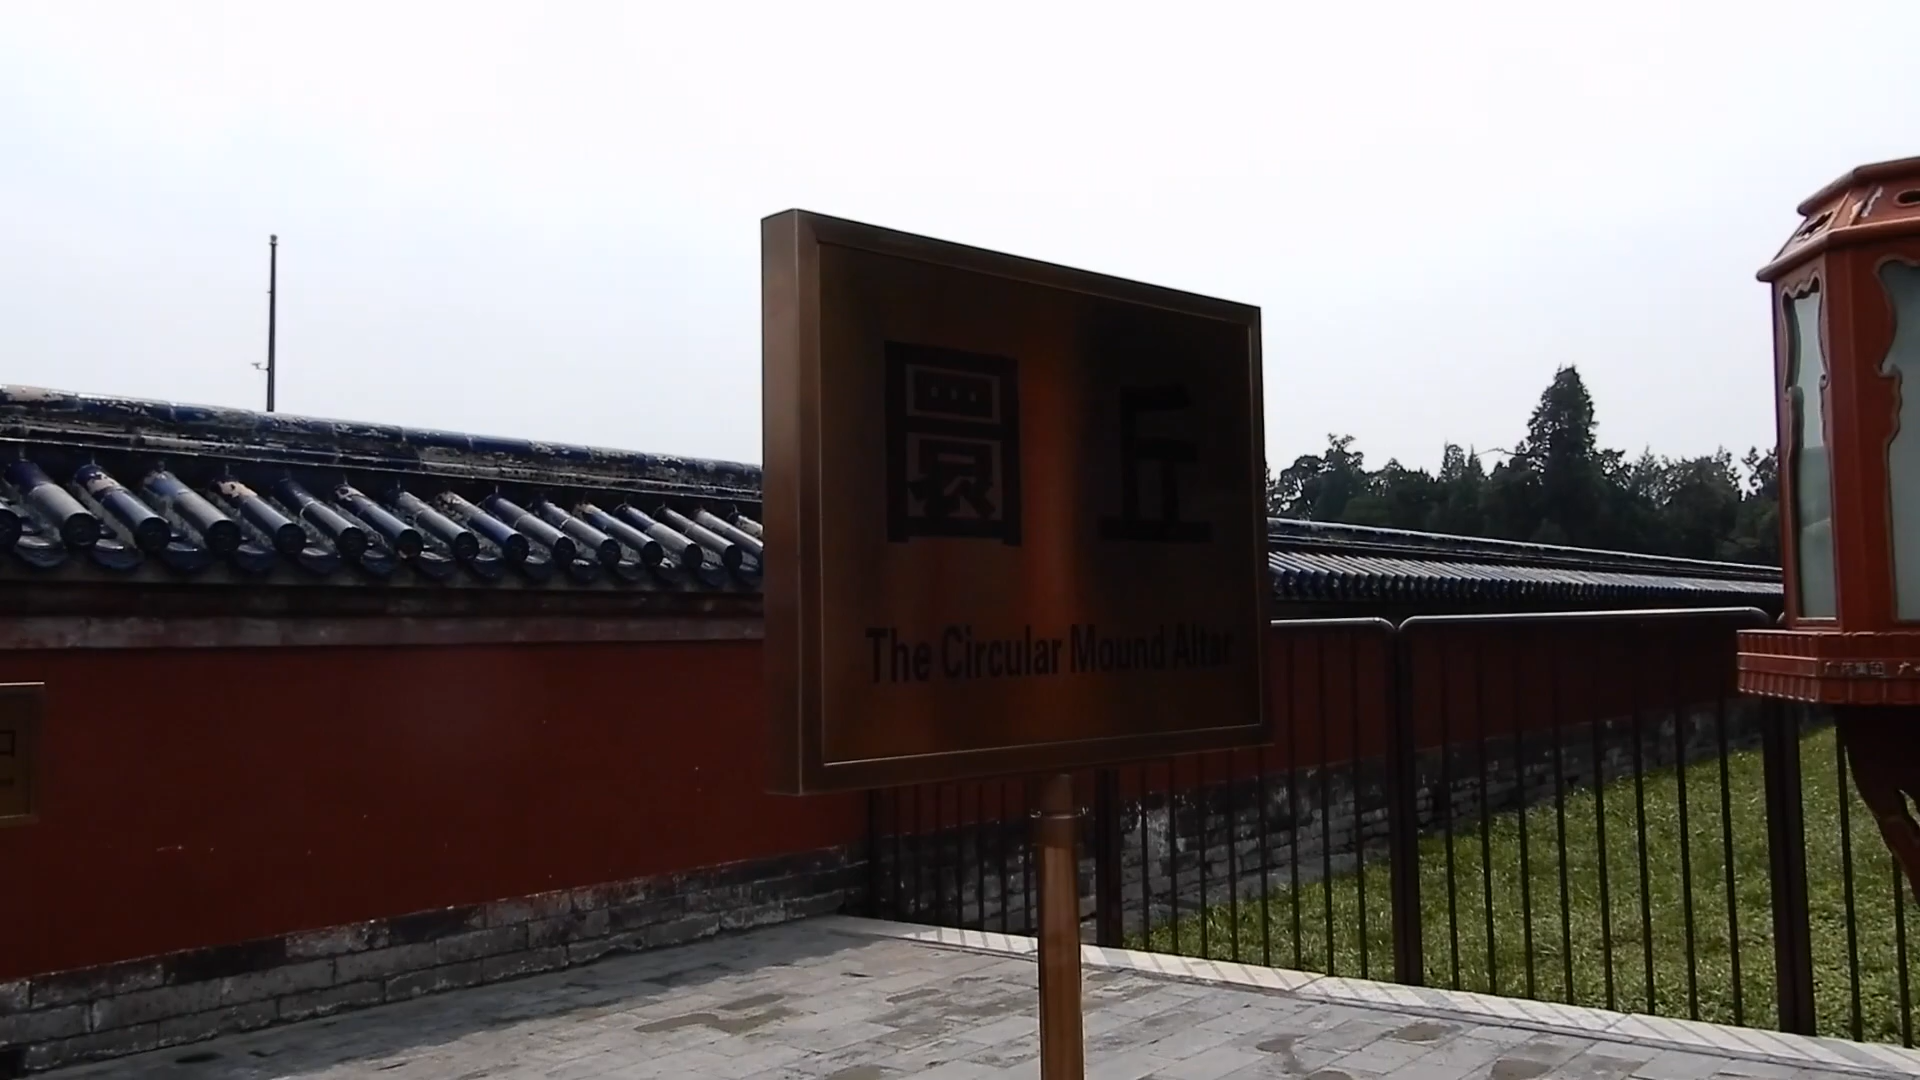 圜丘
The Circular Mound Altar